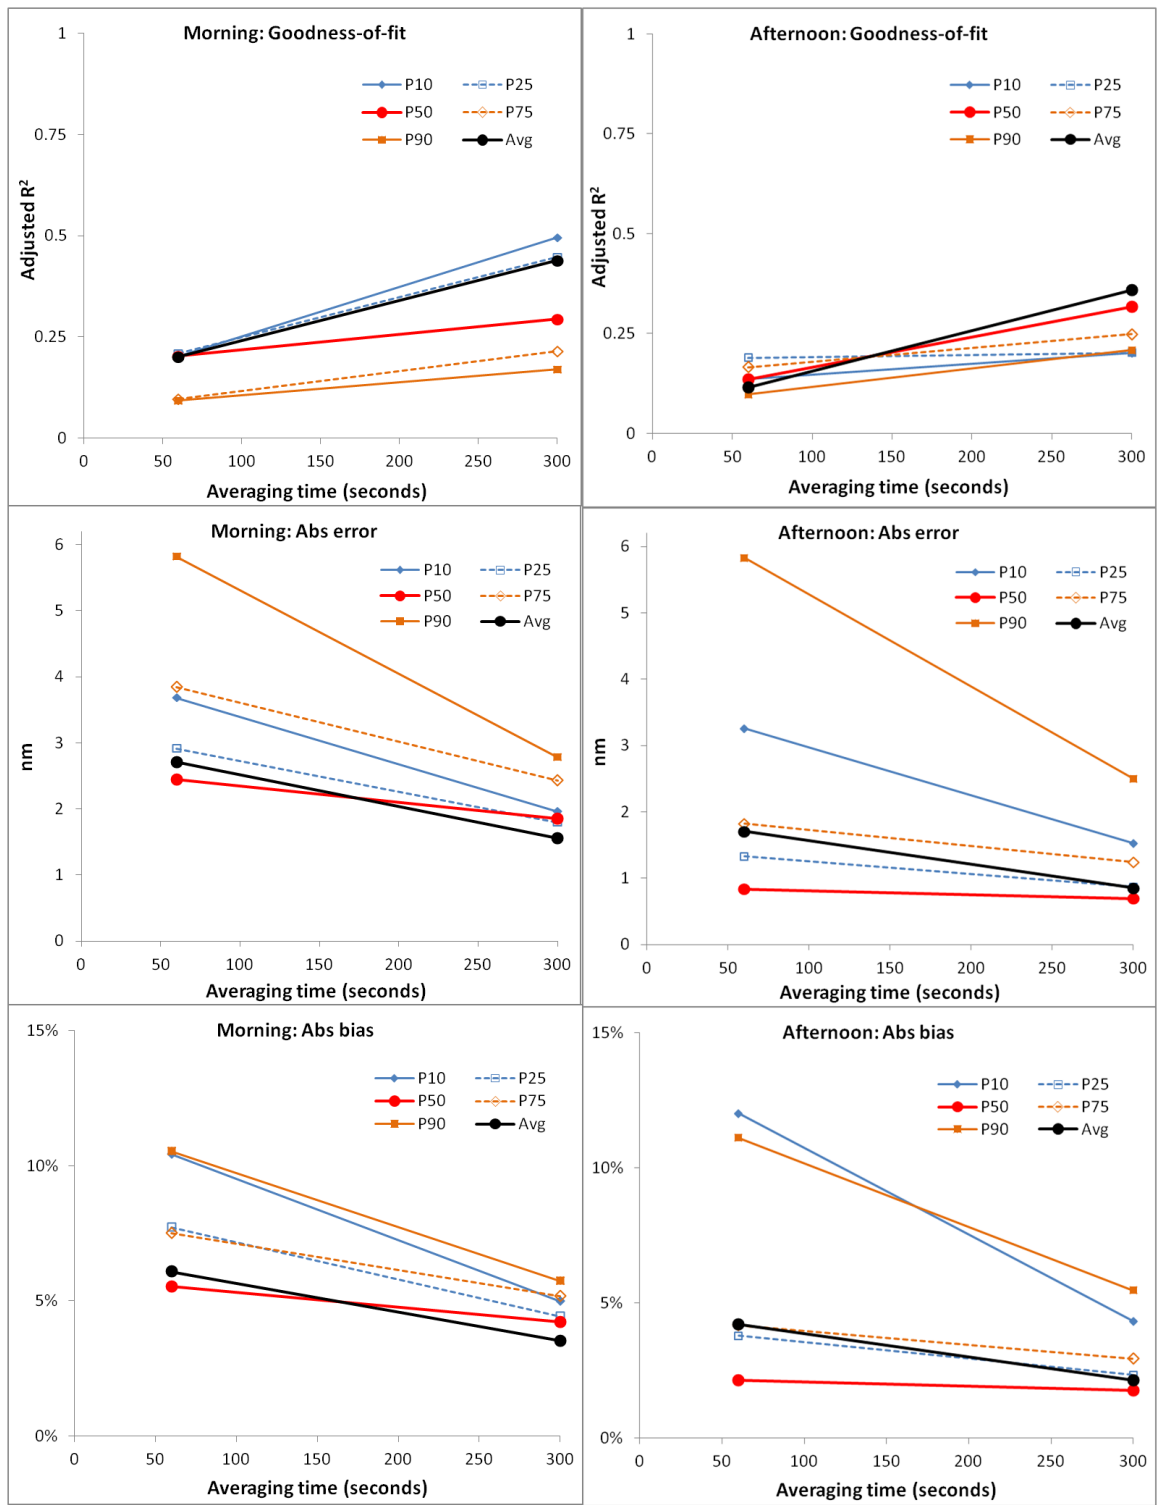 Morning: Goodness-of-fit
1
0.75
0.5
0.25
0
Adjusted R²
P10 P25
P50 P75
P90 Avg
0 50 100 150 200 250 300
Averaging time (seconds)
Afternoon: Goodness-of-fit
1
0.75
0.5
0.25
0
Adjusted R²
P10 P25
P50 P75
P90 Avg
0 50 100 150 200 250 300
Averaging time (seconds)
Morning: Abs error
6
5
4
3
2
1
0
nm
P10 P25
P50 P75
P90 Avg
0 50 100 150 200 250 300
Averaging time (seconds)
Afternoon: Abs error
6
5
4
3
2
1
0
nm
P10 P25
P50 P75
P90 Avg
0 50 100 150 200 250 300
Averaging time (seconds)
Morning: Abs bias
15%
10%
5%
0%
P10 P25
P50 P75
P90 Avg
0 50 100 150 200 250 300
Averaging time (seconds)
Afternoon: Abs bias
15%
10%
5%
0%
P10 P25
P50 P75
P90 Avg
0 50 100 150 200 250 300
Averaging time (seconds)